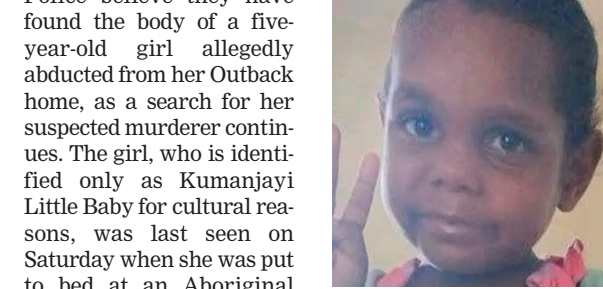 Police believe they have
found the body of a five-
year-old girl allegedly
abducted from her Outback
home, as a search for her
suspected murderer contin-
ues. The girl, who is identi-
fied only as Kumanjayi
Little Baby for cultural rea-
sons, was last seen on
Saturday when she was put
to bed at an Aboriginal